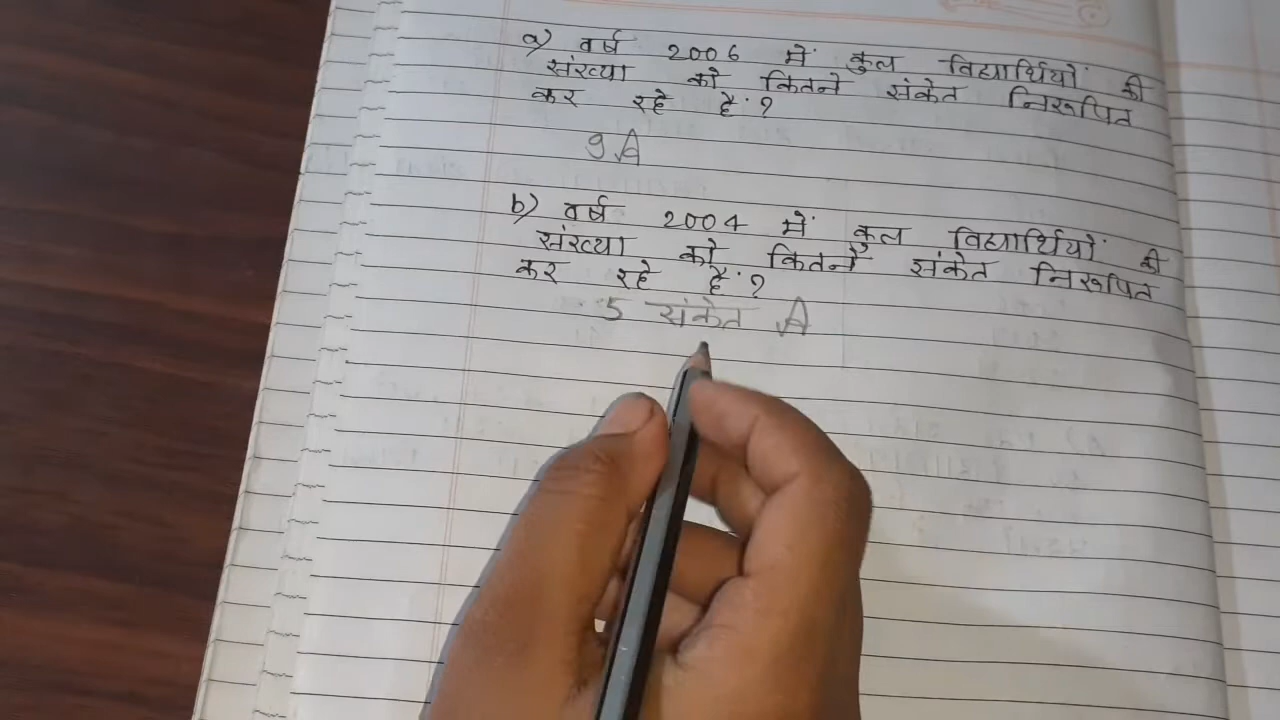 a) वर्ष 2006 में कुल विद्यार्थियों की
संख्या को कितने संकेत निरूपित
कर रहे हैं ?
9 A
b) वर्ष 2004 में कुल विद्यार्थियों की
संख्या को कितने संकेत निरूपित
कर रहे हैं ?
5 संकेत A